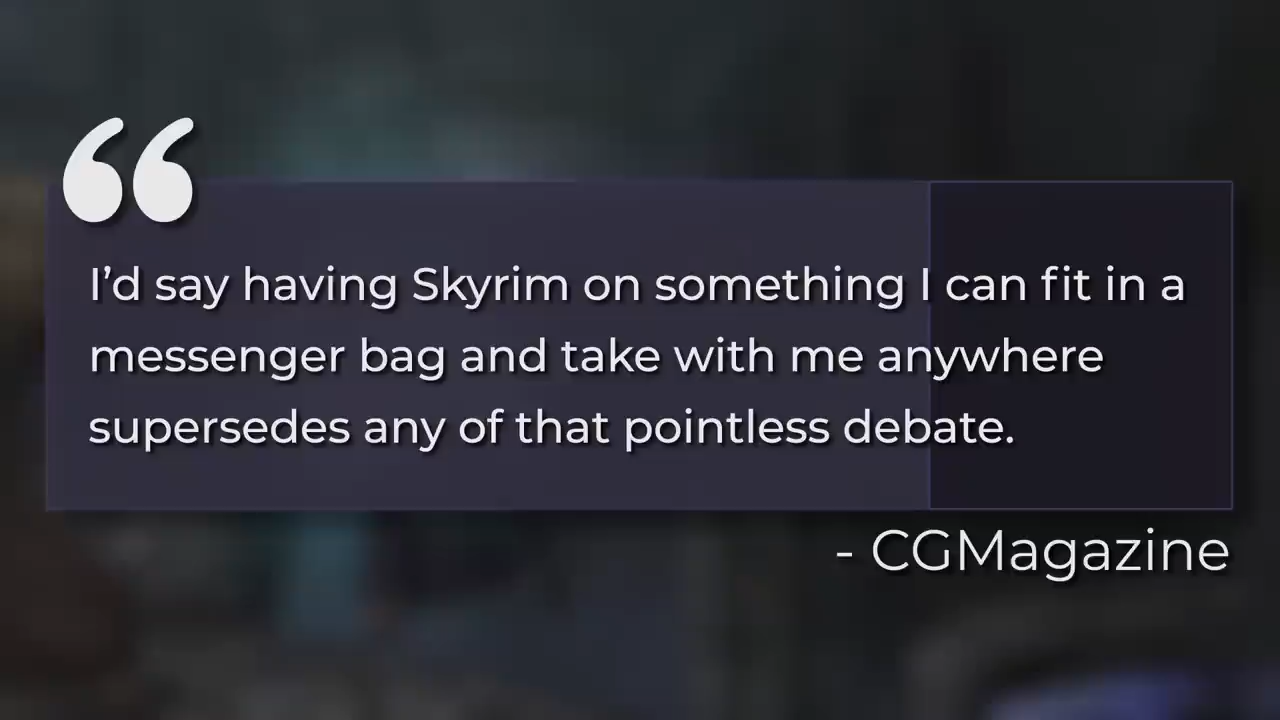 “
I’d say having Skyrim on something I can fit in a
messenger bag and take with me anywhere
supersedes any of that pointless debate.
- CGMagazine